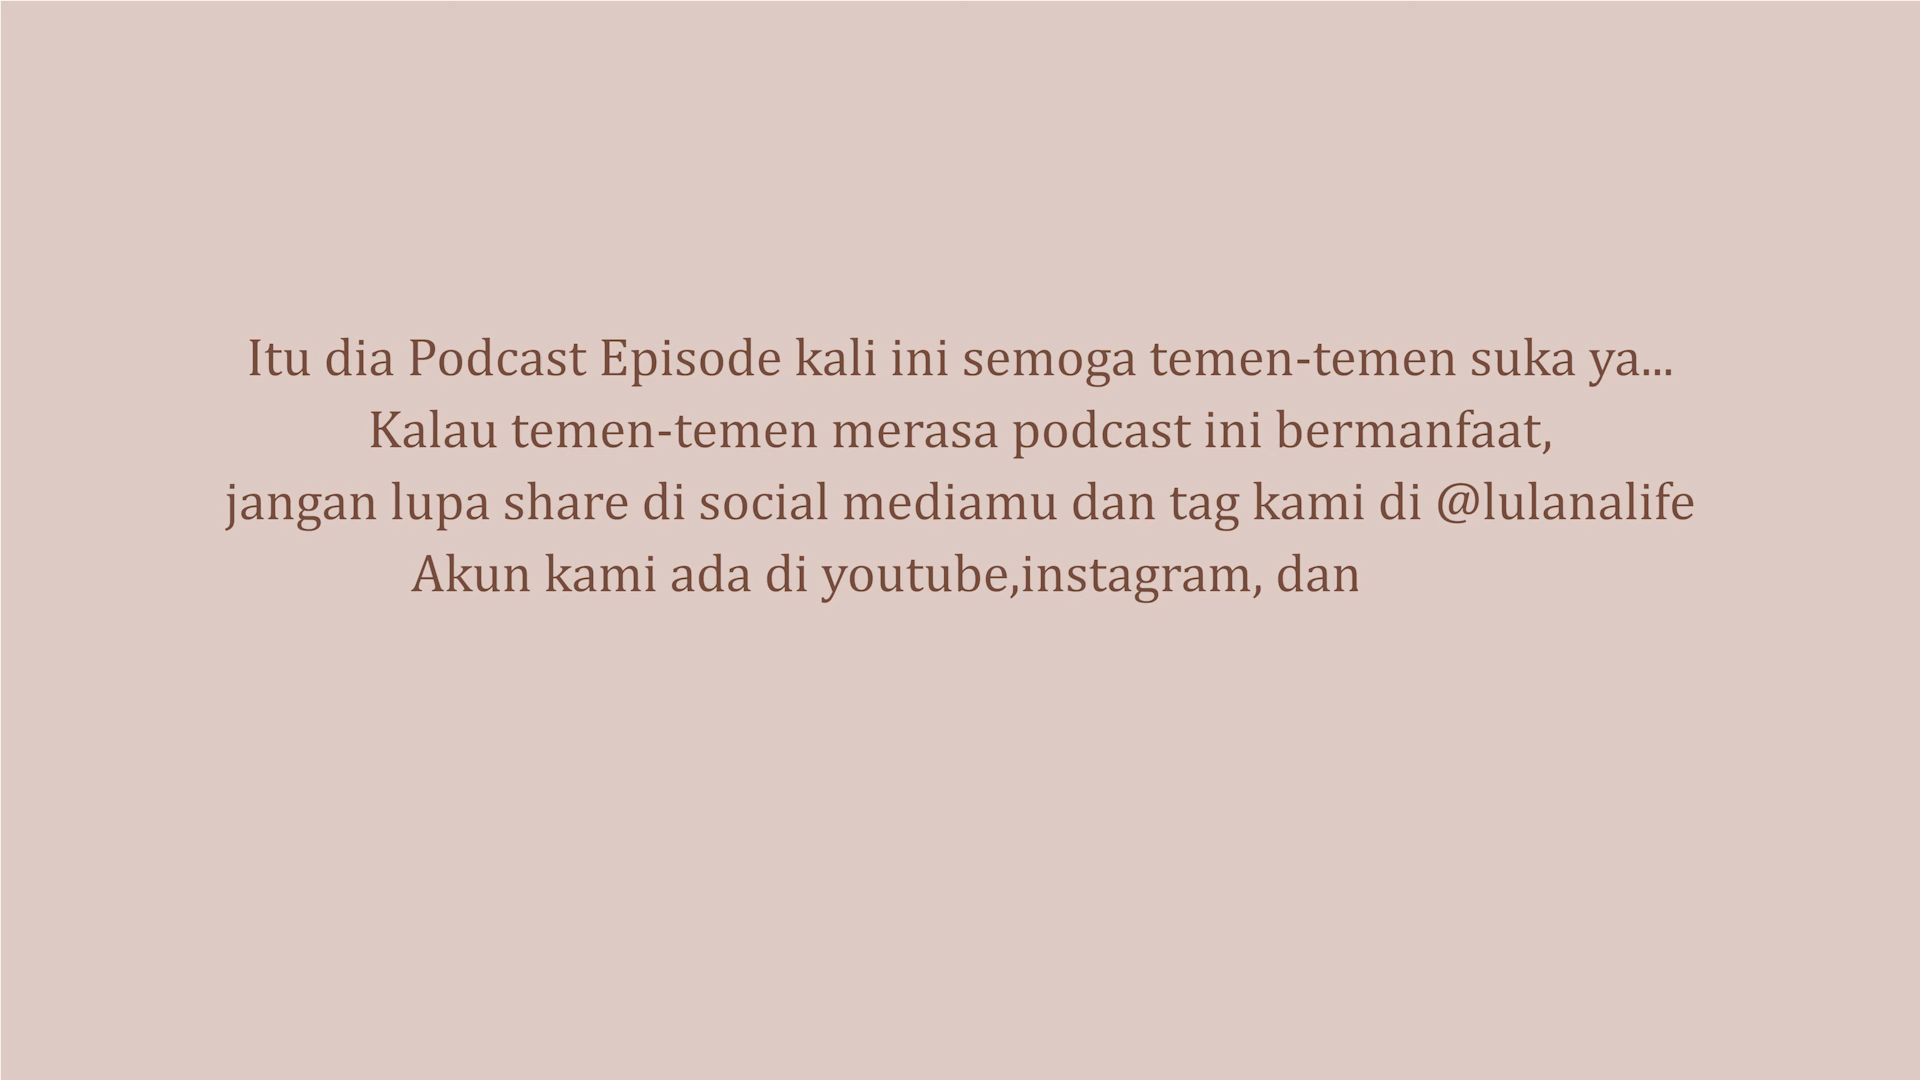 Itu dia Podcast Episode kali ini semoga temen-temen suka ya...
Kalau temen-temen merasa podcast ini bermanfaat,
jangan lupa share di social mediamu dan tag kami di @lulanalife
Akun kami ada di youtube,instagram, dan